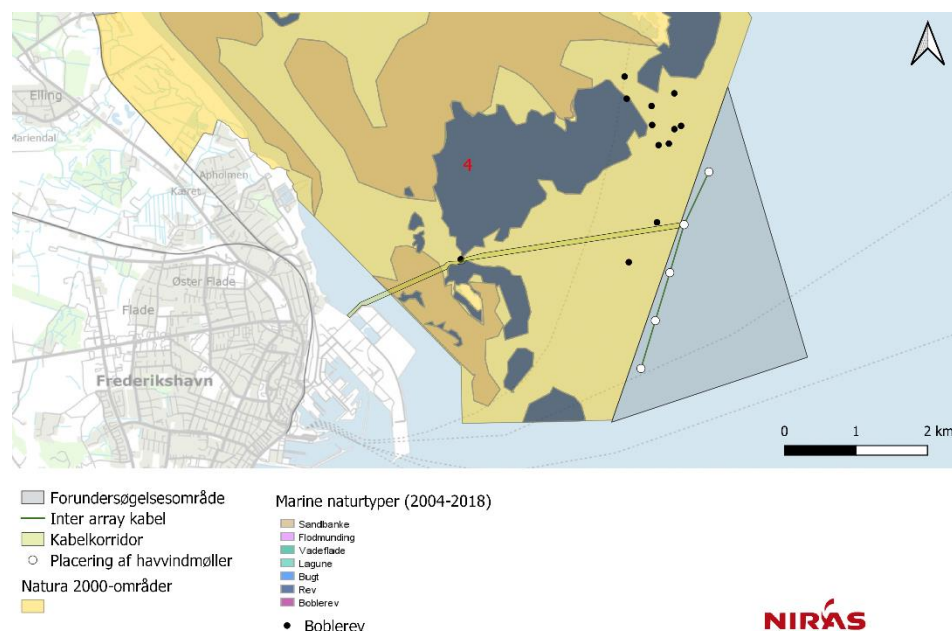 Elling
Mariendal
Apholmen
Kæret
4
Øster Flade
Flade
Frederikshavn
0 1 2 km
Forundersøgelsesområde
Inter array kabel
Kabelkorridor
Placering af havvindmøller
Natura 2000-områder
Marine naturtyper (2004-2018)
Sandbanke
Flodmunding
Vadeflade
Lagune
Bugt
Rev
Boblerev
Boblerev
NIRAS